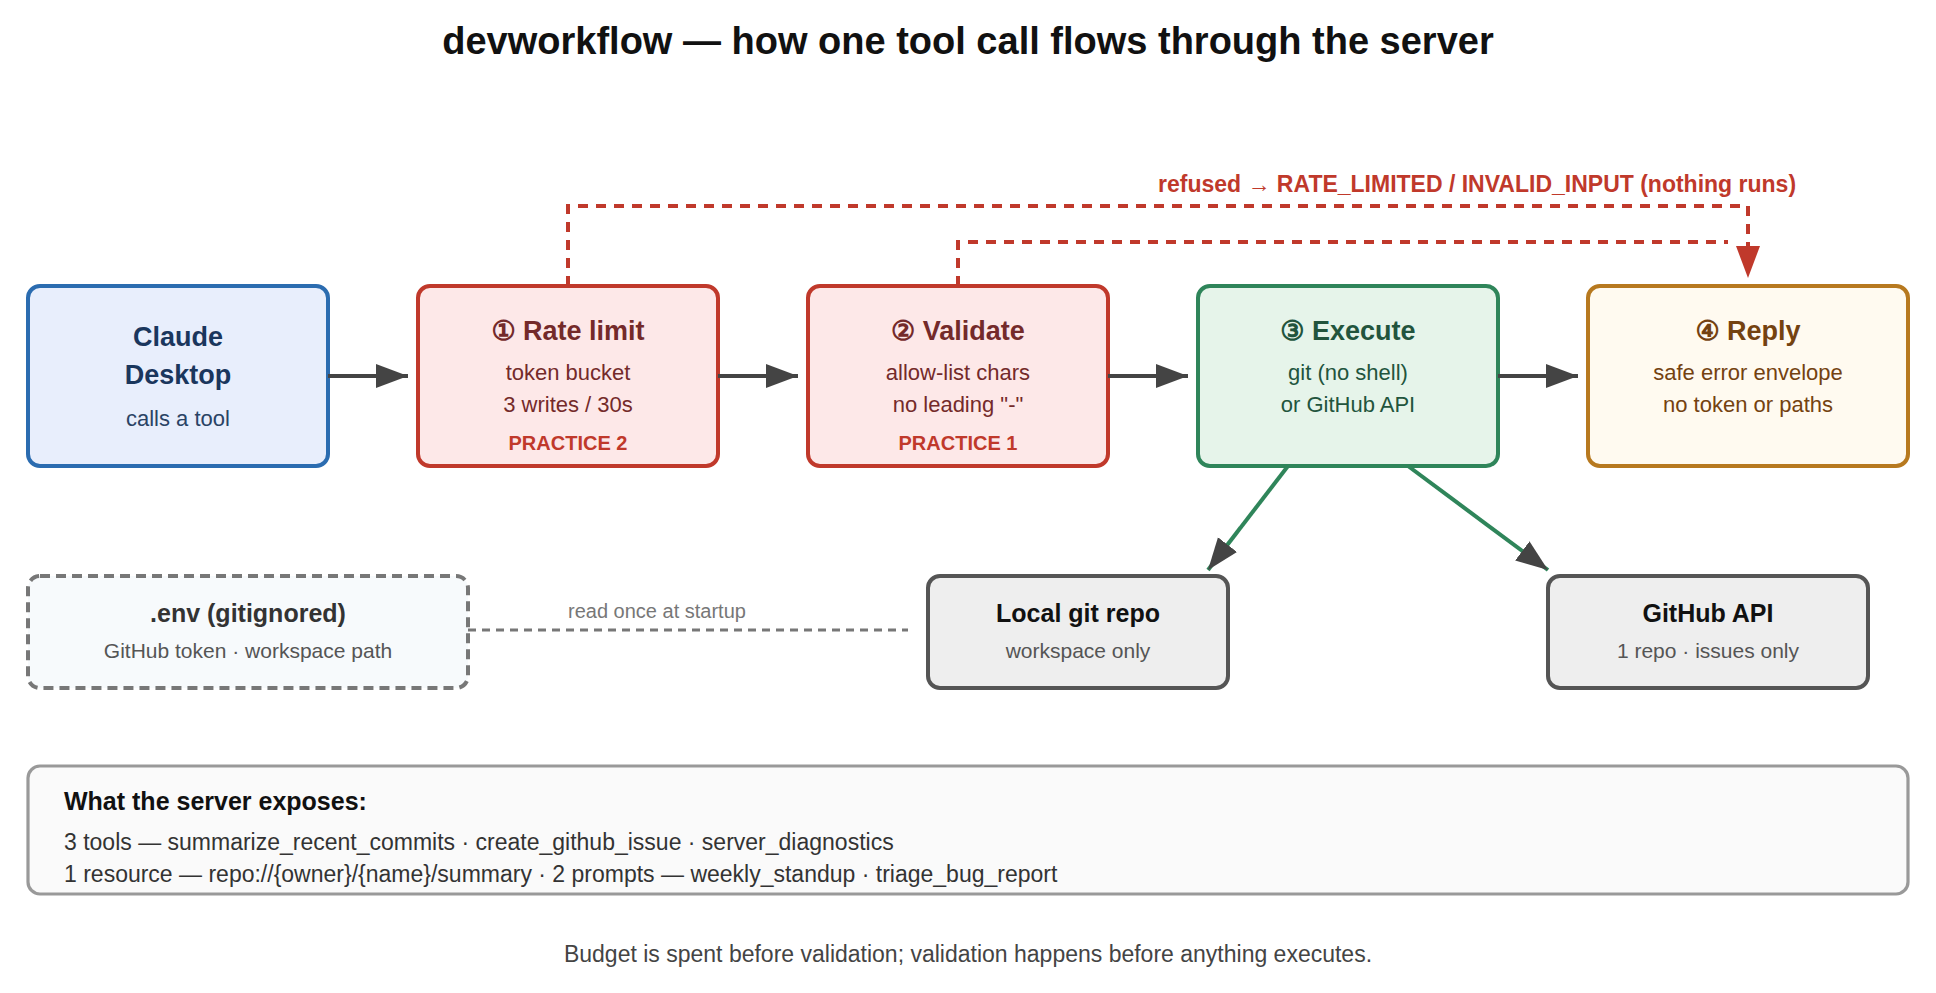 devworkflow — how one tool call flows through the server
refused → RATE_LIMITED / INVALID_INPUT (nothing runs)
Claude
Desktop
calls a tool
① Rate limit
token bucket
3 writes / 30s
PRACTICE 2
② Validate
allow-list chars
no leading "-"
PRACTICE 1
③ Execute
git (no shell)
or GitHub API
④ Reply
safe error envelope
no token or paths
.env (gitignored)
GitHub token · workspace path
read once at startup
Local git repo
workspace only
GitHub API
1 repo · issues only
What the server exposes:
3 tools — summarize_recent_commits · create_github_issue · server_diagnostics
1 resource — repo://{owner}/{name}/summary · 2 prompts — weekly_standup · triage_bug_report
Budget is spent before validation; validation happens before anything executes.